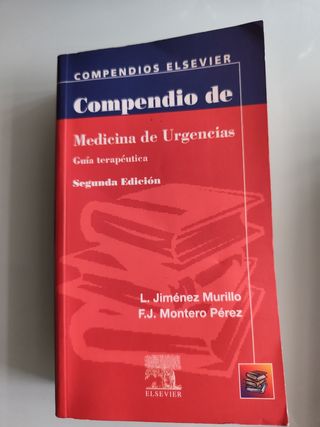 COMPENDIOS ELSEVIER
Compendio de
Medicina de Urgencias
Guía terapéutica
Segunda Edición
L. Jiménez Murillo
F.J. Montero Pérez
ELSEVIER